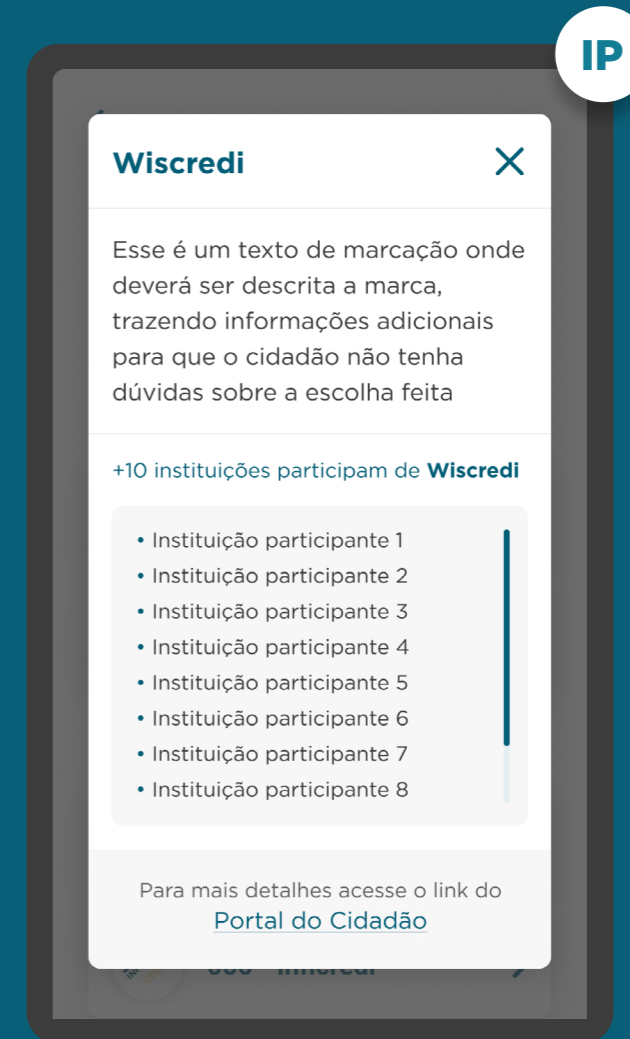 IP
Wiscredi
Esse é um texto de marcação onde
deverá ser descrita a marca,
trazendo informações adicionais
para que o cidadão não tenha
dúvidas sobre a escolha feita
+10 instituições participam de Wiscredi
• Instituição participante 1
• Instituição participante 2
• Instituição participante 3
• Instituição participante 4
• Instituição participante 5
• Instituição participante 6
• Instituição participante 7
• Instituição participante 8
Para mais detalhes acesse o link do
Portal do Cidadão